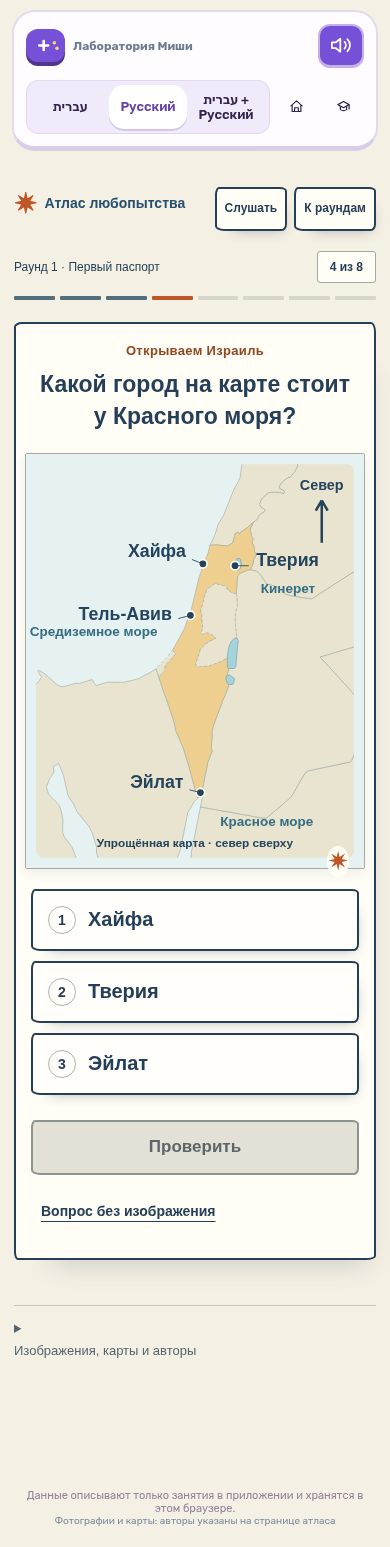 Лаборатория Миши
עברית
Русский
עברית +
Русский
Атлас любопытства
Слушать
К раундам
Раунд 1 · Первый паспорт
4 из 8
Открываем Израиль
Какой город на карте стоит
у Красного моря?
Север
Хайфа
Тверия
Кинерет
Тель-Авив
Средиземное море
Эйлат
Красное море
Упрощённая карта · север сверху
1 Хайфа
2 Тверия
3 Эйлат
Проверить
Вопрос без изображения
Изображения, карты и авторы
Данные описывают только занятия в приложении и хранятся в
этом браузере.
Фотографии и карты: авторы указаны на странице атласа